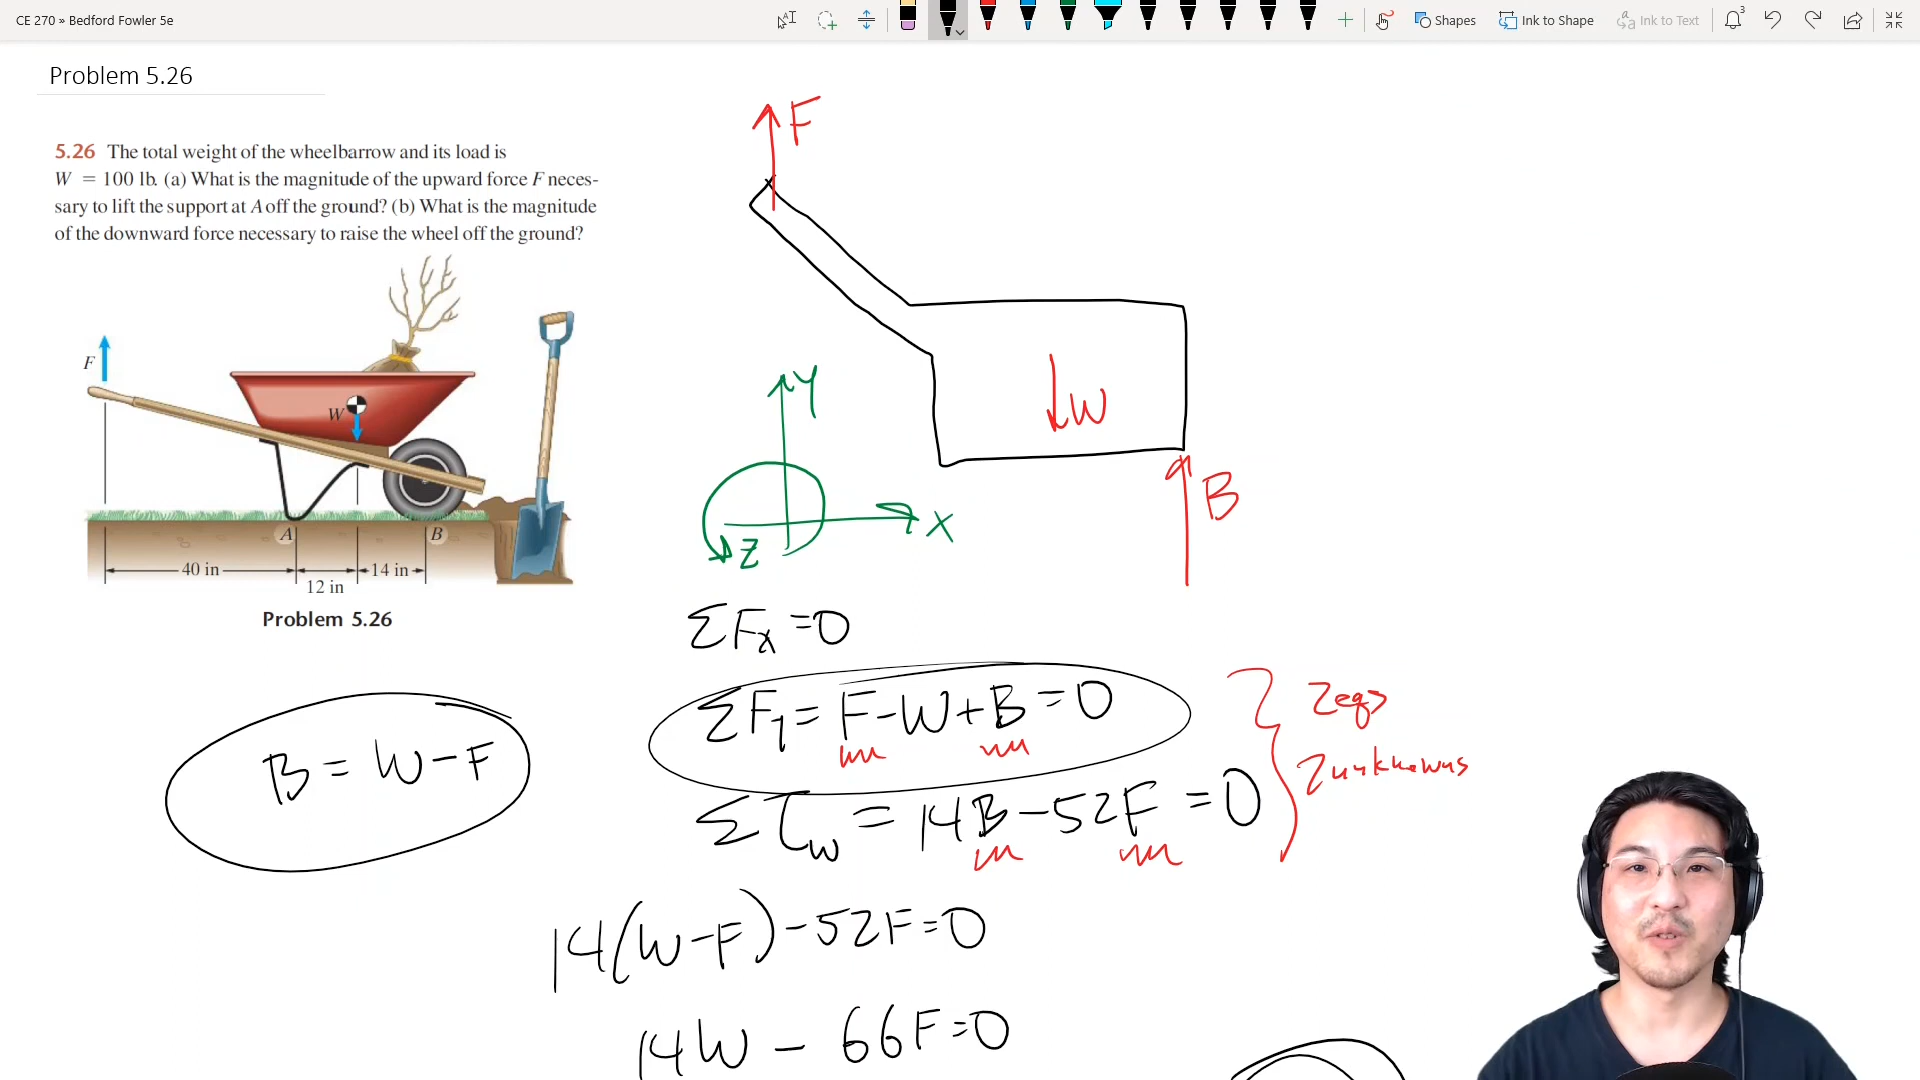 CE 270 » Bedford Fowler 5e
Shapes
Ink to Shape
Ink to Text
3
Problem 5.26
5.26 The total weight of the wheelbarrow and its load is
W = 100 lb. (a) What is the magnitude of the upward force F neces-
sary to lift the support at A off the ground? (b) What is the magnitude
of the downward force necessary to raise the wheel off the ground?
F
W
A
B
40 in
14 in
12 in
Problem 5.26
F
W
B
Y
X
Z
ΣFx=0
ΣFy=F-W+B=0
Στw=14B-52F=0
2eqs
2unknowns
B=W-F
14(W-F)-52F=0
14W-66F=0